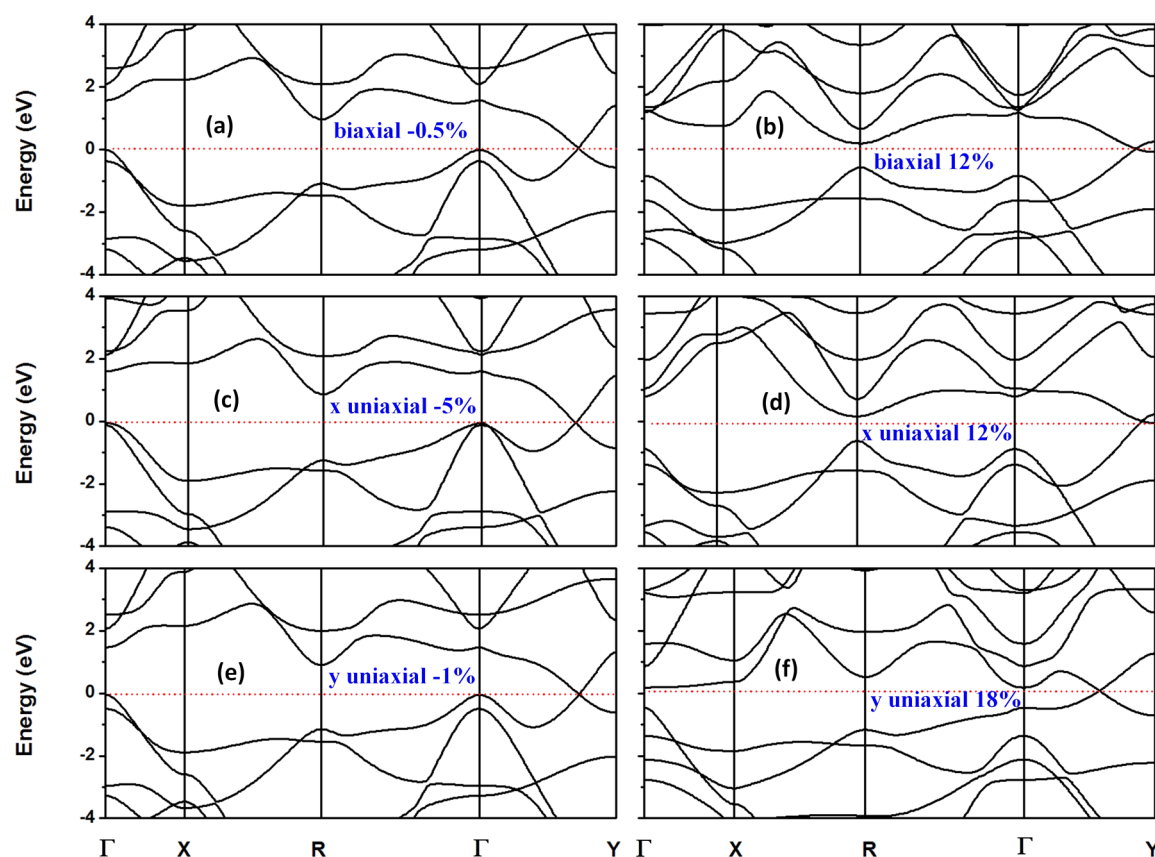 4
2
0
-2
-4
Energy (eV)
(a)
biaxial -0.5%
(b)
biaxial 12%
4
2
0
-2
-4
Energy (eV)
(c)
x uniaxial -5%
(d)
x uniaxial 12%
4
2
0
-2
-4
Energy (eV)
(e)
y uniaxial -1%
(f)
y uniaxial 18%
Γ X R Γ Y Γ X R Γ Y